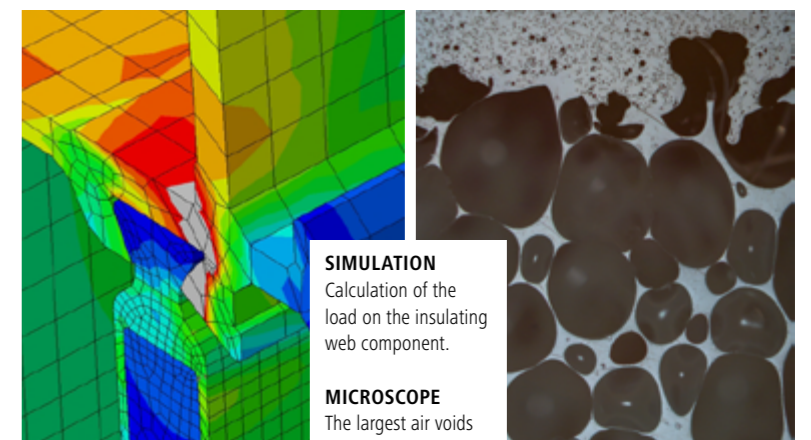 SIMULATION
Calculation of the
load on the insulating
web component.
MICROSCOPE
The largest air voids